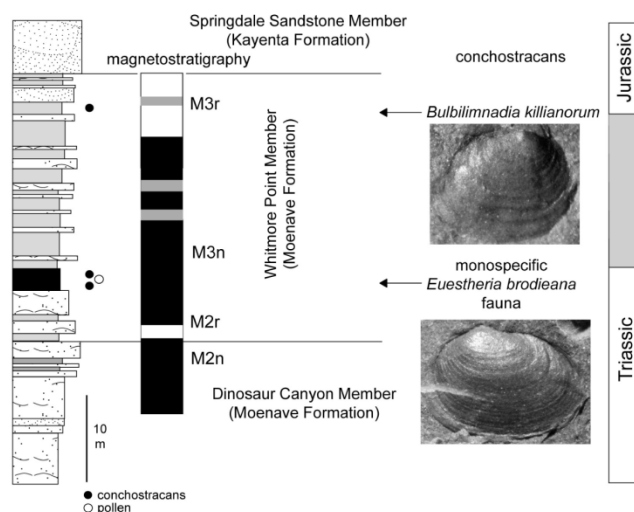 Springdale Sandstone Member
(Kayenta Formation)
magnetostratigraphy
conchostracans
Jurassic
M3r
Bulbilimnadia killianorum
Whitmore Point Member
(Moenave Formation)
M3n
monospecific
Euestheria brodieana
fauna
M2r
M2n
Triassic
Dinosaur Canyon Member
(Moenave Formation)
10
m
conchostracans
pollen